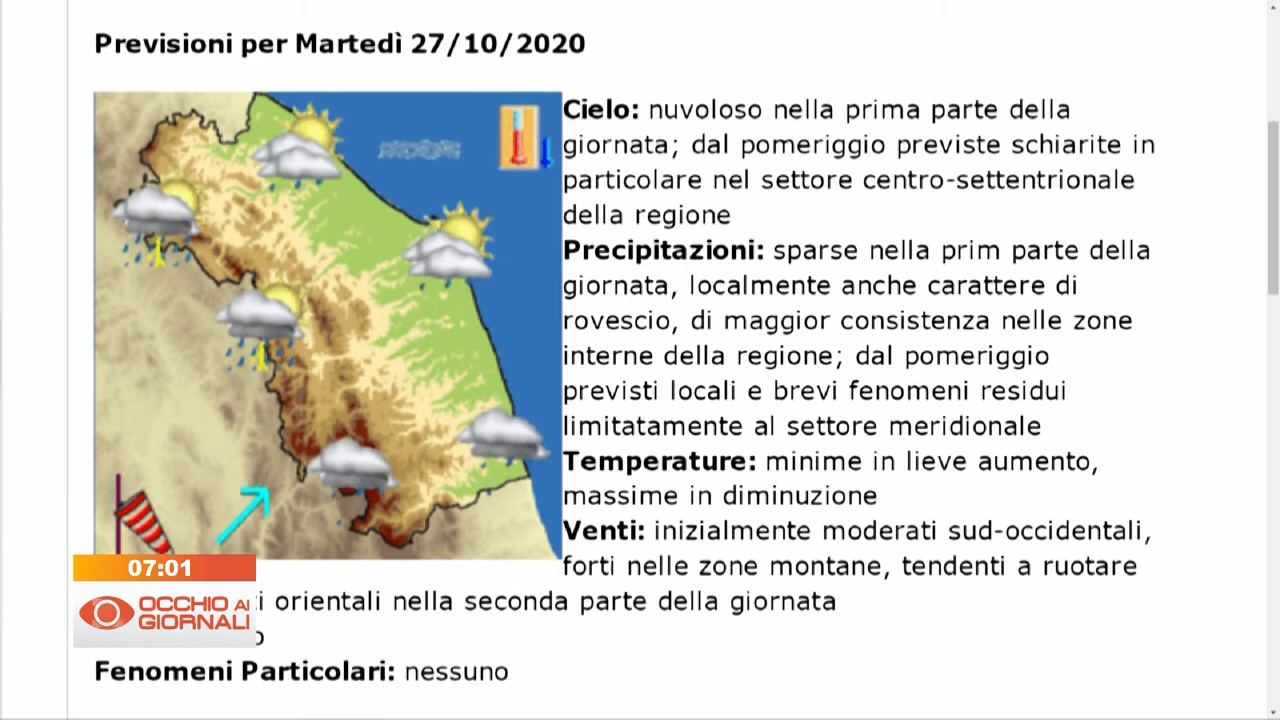 Previsioni per Martedì 27/10/2020
Cielo: nuvoloso nella prima parte della
giornata; dal pomeriggio previste schiarite in
particolare nel settore centro-settentrionale
della regione
Precipitazioni: sparse nella prim parte della
giornata, localmente anche carattere di
rovescio, di maggior consistenza nelle zone
interne della regione; dal pomeriggio
previsti locali e brevi fenomeni residui
limitatamente al settore meridionale
Temperature: minime in lieve aumento,
massime in diminuzione
Venti: inizialmente moderati sud-occidentali,
forti nelle zone montane, tendenti a ruotare
orientali nella seconda parte della giornata
Fenomeni Particolari: nessuno
07:01
OCCHIO AI
GIORNALI